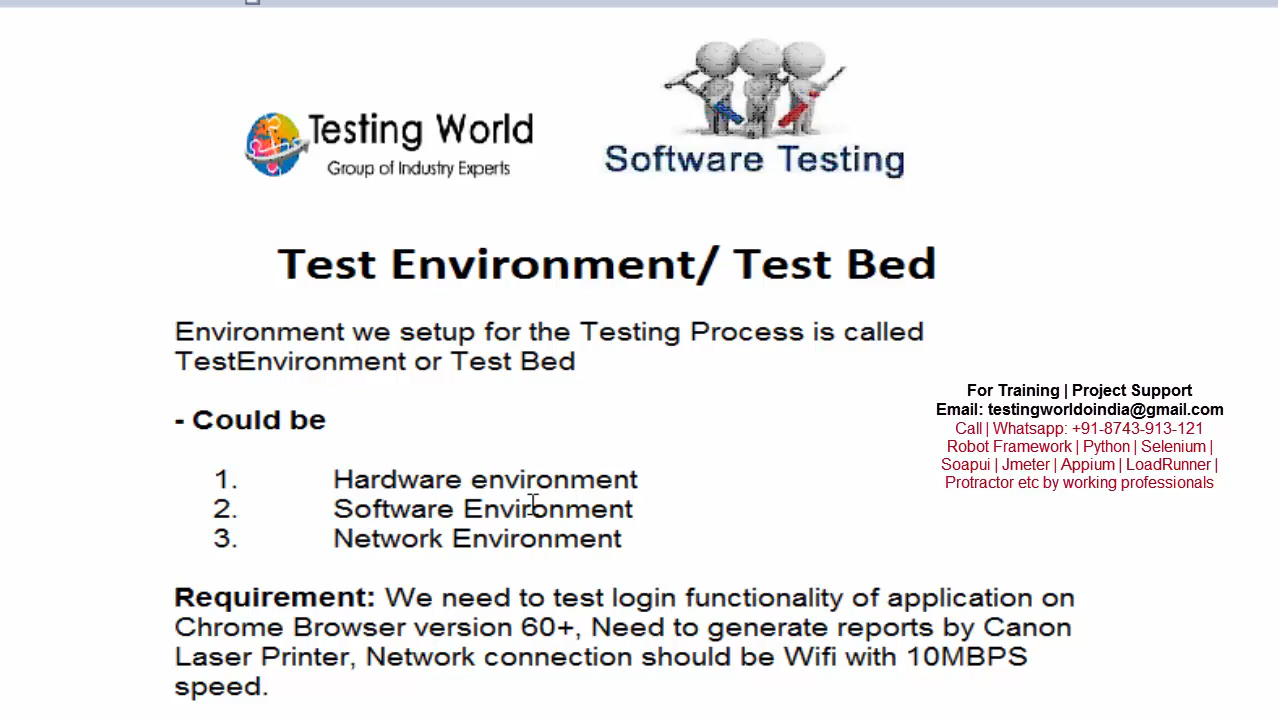 Testing World
Group of Industry Experts
Software Testing
Test Environment/ Test Bed
Environment we setup for the Testing Process is called
TestEnvironment or Test Bed
- Could be
1. Hardware environment
2. Software Environment
3. Network Environment
For Training | Project Support
Email: testingworldoindia@gmail.com
Call | Whatsapp: +91-8743-913-121
Robot Framework | Python | Selenium |
Soapui | Jmeter | Appium | LoadRunner |
Protractor etc by working professionals
Requirement: We need to test login functionality of application on
Chrome Browser version 60+, Need to generate reports by Canon
Laser Printer, Network connection should be Wifi with 10MBPS
speed.